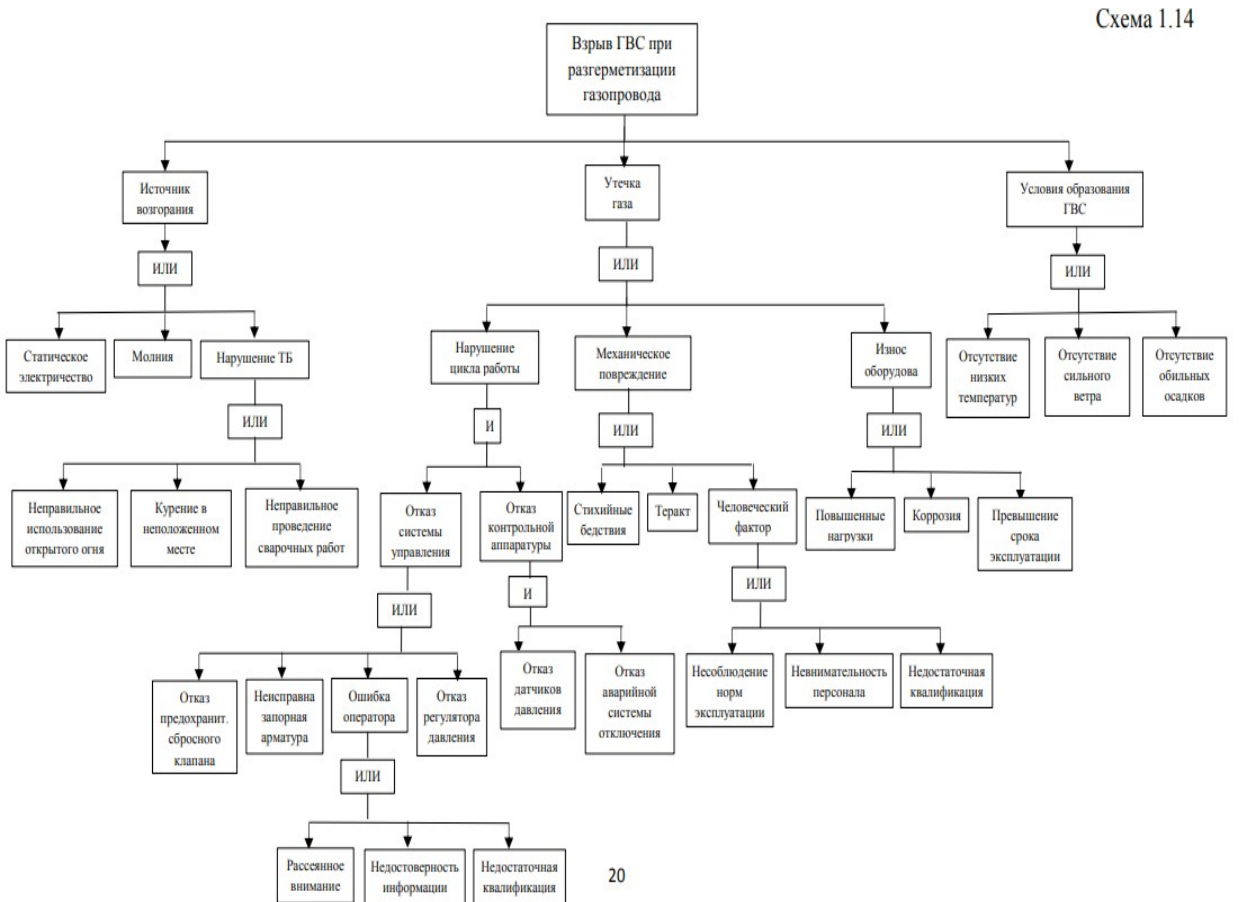 Схема 1.14
Взрыв ГВС при
разгерметизации
газопровода
Источник
возгорания
Утечка
газа
Условия образования
ГВС
ИЛИ
ИЛИ
ИЛИ
Статическое
электричество
Молния
Нарушение ТБ
Нарушение
цикла работы
Механическое
повреждение
Износ
оборудова
Отсутствие
низких
температур
Отсутствие
сильного
ветра
Отсутствие
обильных
осадков
ИЛИ
И
ИЛИ
ИЛИ
Неправильное
использование
открытого огня
Курение в
неположенном
месте
Неправильное
проведение
сварочных работ
Отказ
системы
управления
Отказ
контрольной
аппаратуры
Стихийные
бедствия
Теракт
Человеческий
фактор
Повышенные
нагрузки
Коррозия
Превышение
срока
эксплуатации
ИЛИ
И
ИЛИ
Отказ
предохранит.
сбросного
клапана
Неисправна
запорная
арматура
Ошибка
оператора
Отказ
регулятора
давления
Отказ
датчиков
давления
Отказ
аварийной
системы
отключения
Несоблюдение
норм
эксплуатации
Невнимательность
персонала
Недостаточная
квалификация
ИЛИ
Рассеянное
внимание
Недостоверность
информации
Недостаточная
квалификация
20